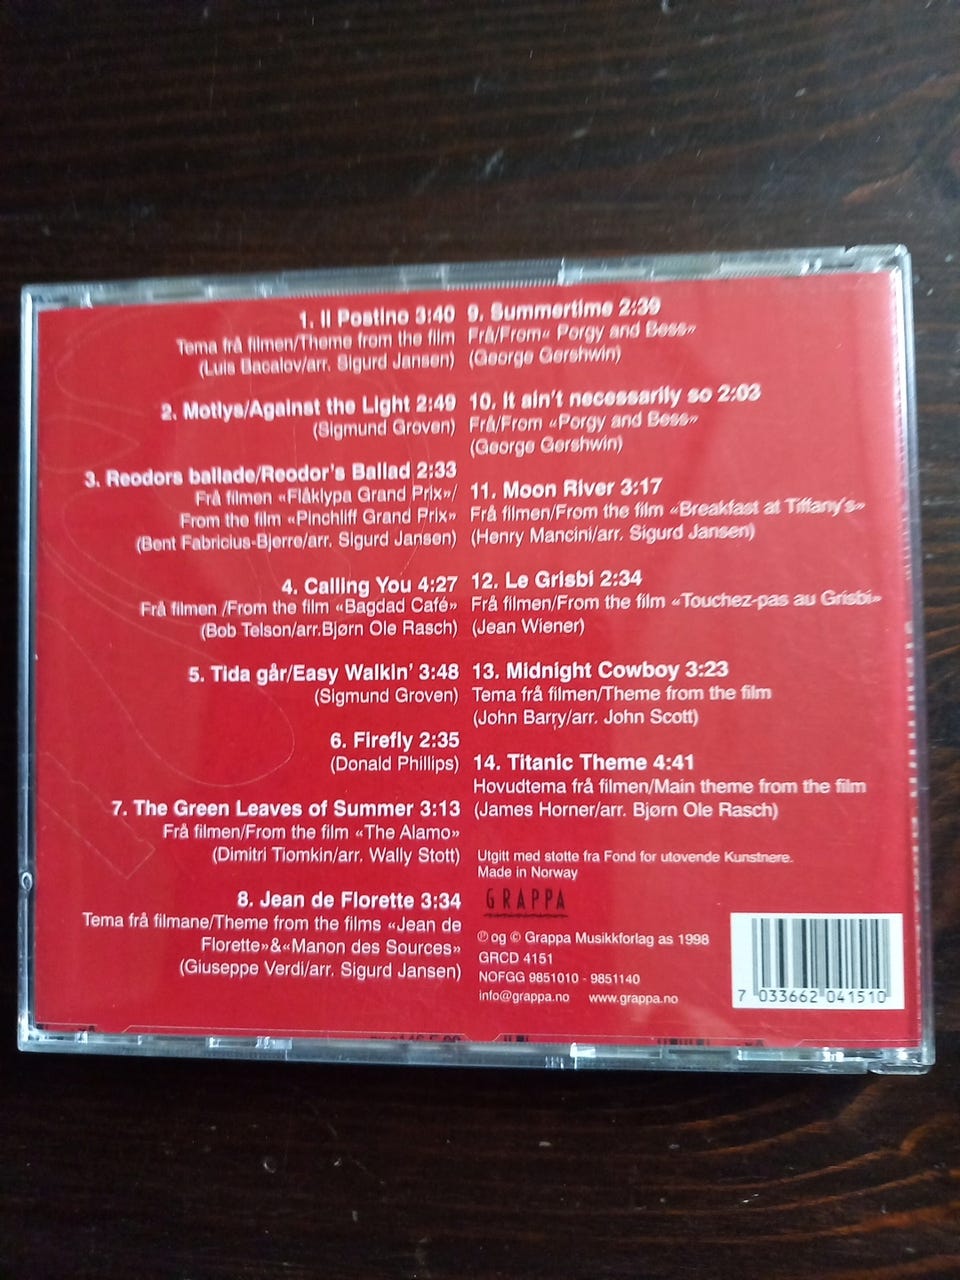 1. Il Postino 3:40
Tema frå filmen/Theme from the film
(Luis Bacalov/arr. Sigurd Jansen)
2. Motlys/Against the Light 2:49
(Sigmund Groven)
3. Reodors ballade/Reodor's Ballad 2:33
Frå filmen «Flåklypa Grand Prix»/
From the film «Pinchliff Grand Prix»
(Bent Fabricius-Bjerre/arr. Sigurd Jansen)
4. Calling You 4:27
Frå filmen /From the film «Bagdad Café»
(Bob Telson/arr.Bjørn Ole Rasch)
5. Tida går/Easy Walkin' 3:48
(Sigmund Groven)
6. Firefly 2:35
(Donald Phillips)
7. The Green Leaves of Summer 3:13
Frå filmen/From the film «The Alamo»
(Dimitri Tiomkin/arr. Wally Stott)
8. Jean de Florette 3:34
Tema frå filmane/Theme from the films «Jean de
Florette»&«Manon des Sources»
(Giuseppe Verdi/arr. Sigurd Jansen)
9. Summertime 2:39
Frå/From« Porgy and Bess»
(George Gershwin)
10. It ain't necessarily so 2:03
Frå/From «Porgy and Bess»
(George Gershwin)
11. Moon River 3:17
Frå filmen/From the film «Breakfast at Tiffany's»
(Henry Mancini/arr. Sigurd Jansen)
12. Le Grisbi 2:34
Frå filmen/From the film «Touchez-pas au Grisbi»
(Jean Wiener)
13. Midnight Cowboy 3:23
Tema frå filmen/Theme from the film
(John Barry/arr. John Scott)
14. Titanic Theme 4:41
Hovudtema frå filmen/Main theme from the film
(James Horner/arr. Bjørn Ole Rasch)
Utgitt med støtte fra Fond for utøvende Kunstnere.
Made in Norway
GRAPPA
℗ og © Grappa Musikkforlag as 1998
GRCD 4151
NOFGG 9851010 - 9851140
info@grappa.no www.grappa.no
7 033662 041510